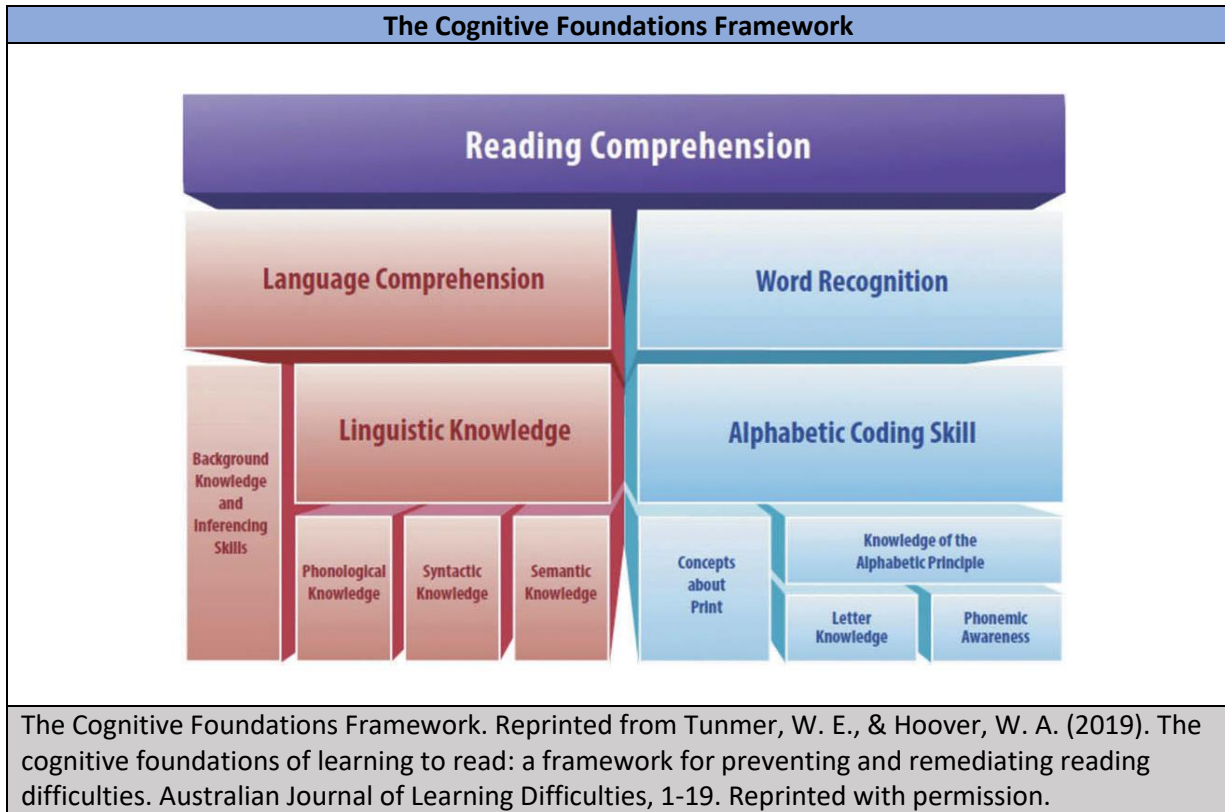 The Cognitive Foundations Framework
Reading Comprehension
Language Comprehension
Word Recognition
Background
Knowledge
and
Inferencing
Skills
Linguistic Knowledge
Phonological
Knowledge
Syntactic
Knowledge
Semantic
Knowledge
Alphabetic Coding Skill
Concepts
about
Print
Knowledge of the
Alphabetic Principle
Letter
Knowledge
Phonemic
Awareness
The Cognitive Foundations Framework. Reprinted from Tunmer, W. E., & Hoover, W. A. (2019). The
cognitive foundations of learning to read: a framework for preventing and remediating reading
difficulties. Australian Journal of Learning Difficulties, 1-19. Reprinted with permission.